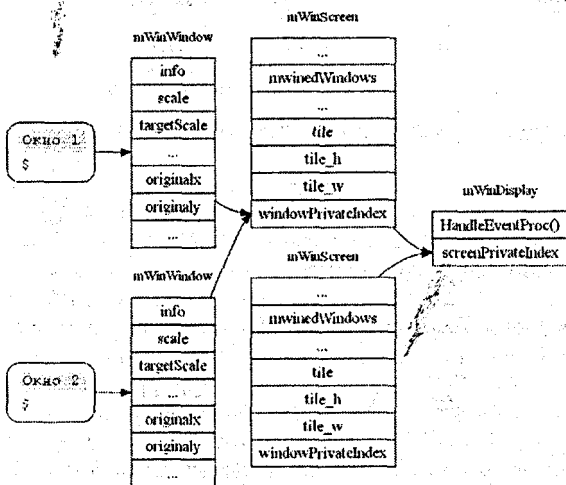 mWinScreen
mWinWindow
...
info
mwinedWindows
scale
...
targetScale
tile
Окно 1
$
...
tile_h
originalx
tile_w
originaly
windowPrivateIndex
...
mWinDisplay
HandleEventProc()
screenPrivateIndex
mWinWindow
mWinScreen
info
...
scale
mwinedWindows
targetScale
...
Окно 2
$
...
tile
originalx
tile_h
originaly
tile_w
...
windowPrivateIndex